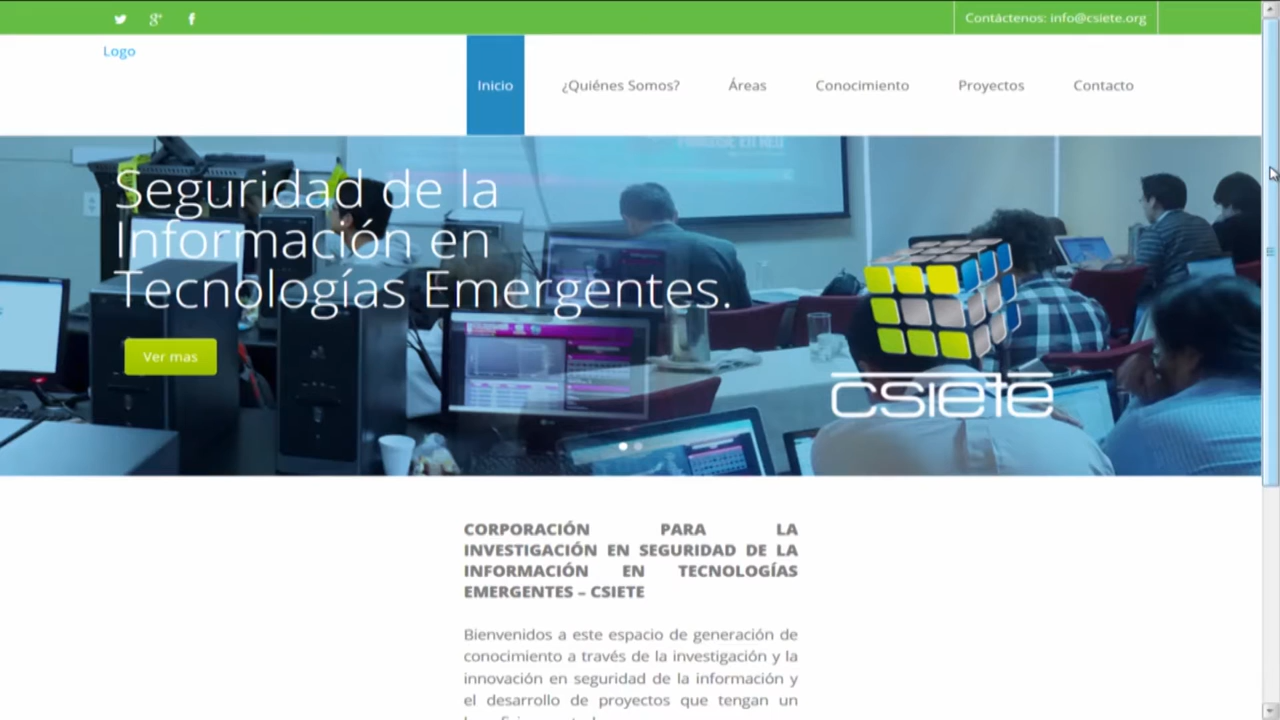 Contáctenos: info@csiete.org
Logo
Inicio
¿Quiénes Somos?
Áreas
Conocimiento
Proyectos
Contacto
Seguridad de la
Información en
Tecnologías Emergentes.
Ver mas
csiete
CORPORACIÓN PARA LA
INVESTIGACIÓN EN SEGURIDAD DE LA
INFORMACIÓN EN TECNOLOGÍAS
EMERGENTES – CSIETE
Bienvenidos a este espacio de generación de
conocimiento a través de la investigación y la
innovación en seguridad de la información y
el desarrollo de proyectos que tengan un